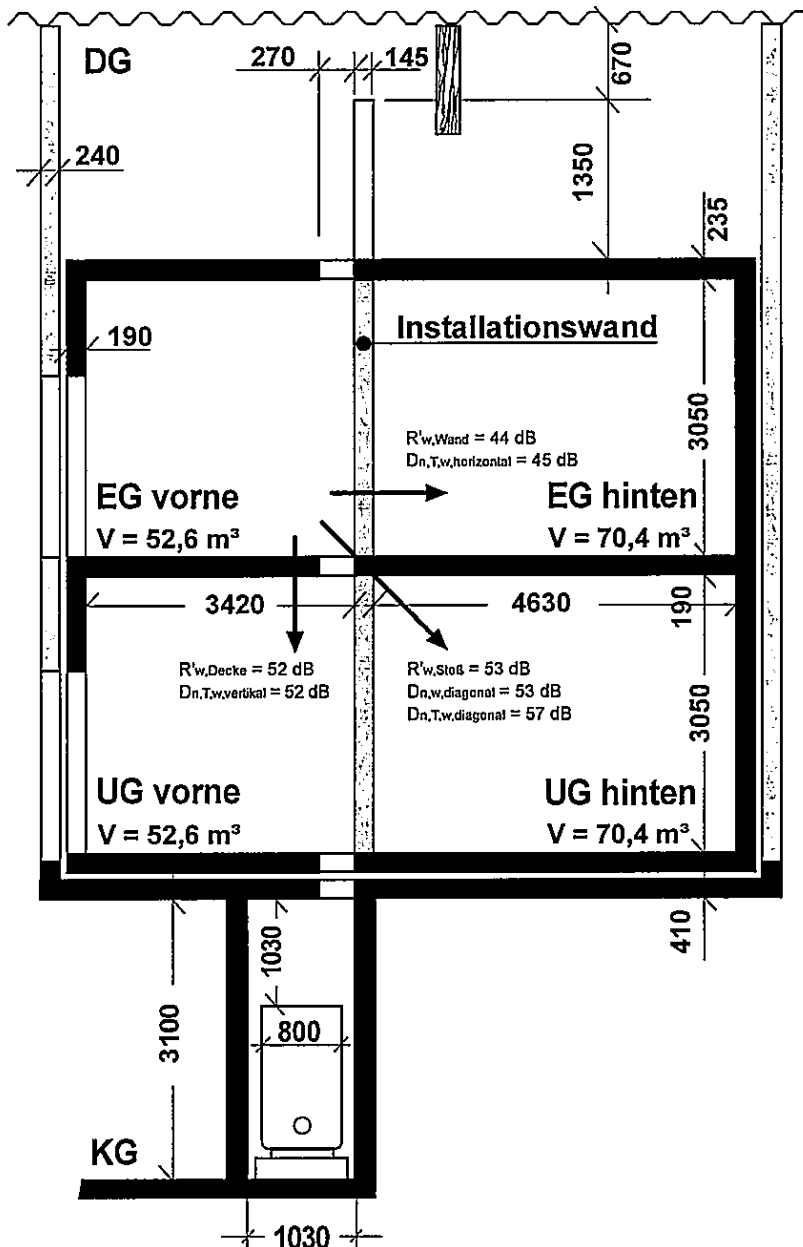 DG
270
145
670
240
1350
235
Installationswand
190
R'w,Wand = 44 dB
Dn,T,w,horizontal = 45 dB
3050
EG vorne
V = 52,6 m³
EG hinten
V = 70,4 m³
3420
4630
190
R'w,Decke = 52 dB
Dn,T,w,vertikal = 52 dB
R'w,Stoß = 53 dB
Dn,w,diagonal = 53 dB
Dn,T,w,diagonal = 57 dB
3050
UG vorne
V = 52,6 m³
UG hinten
V = 70,4 m³
410
1030
3100
800
KG
1030